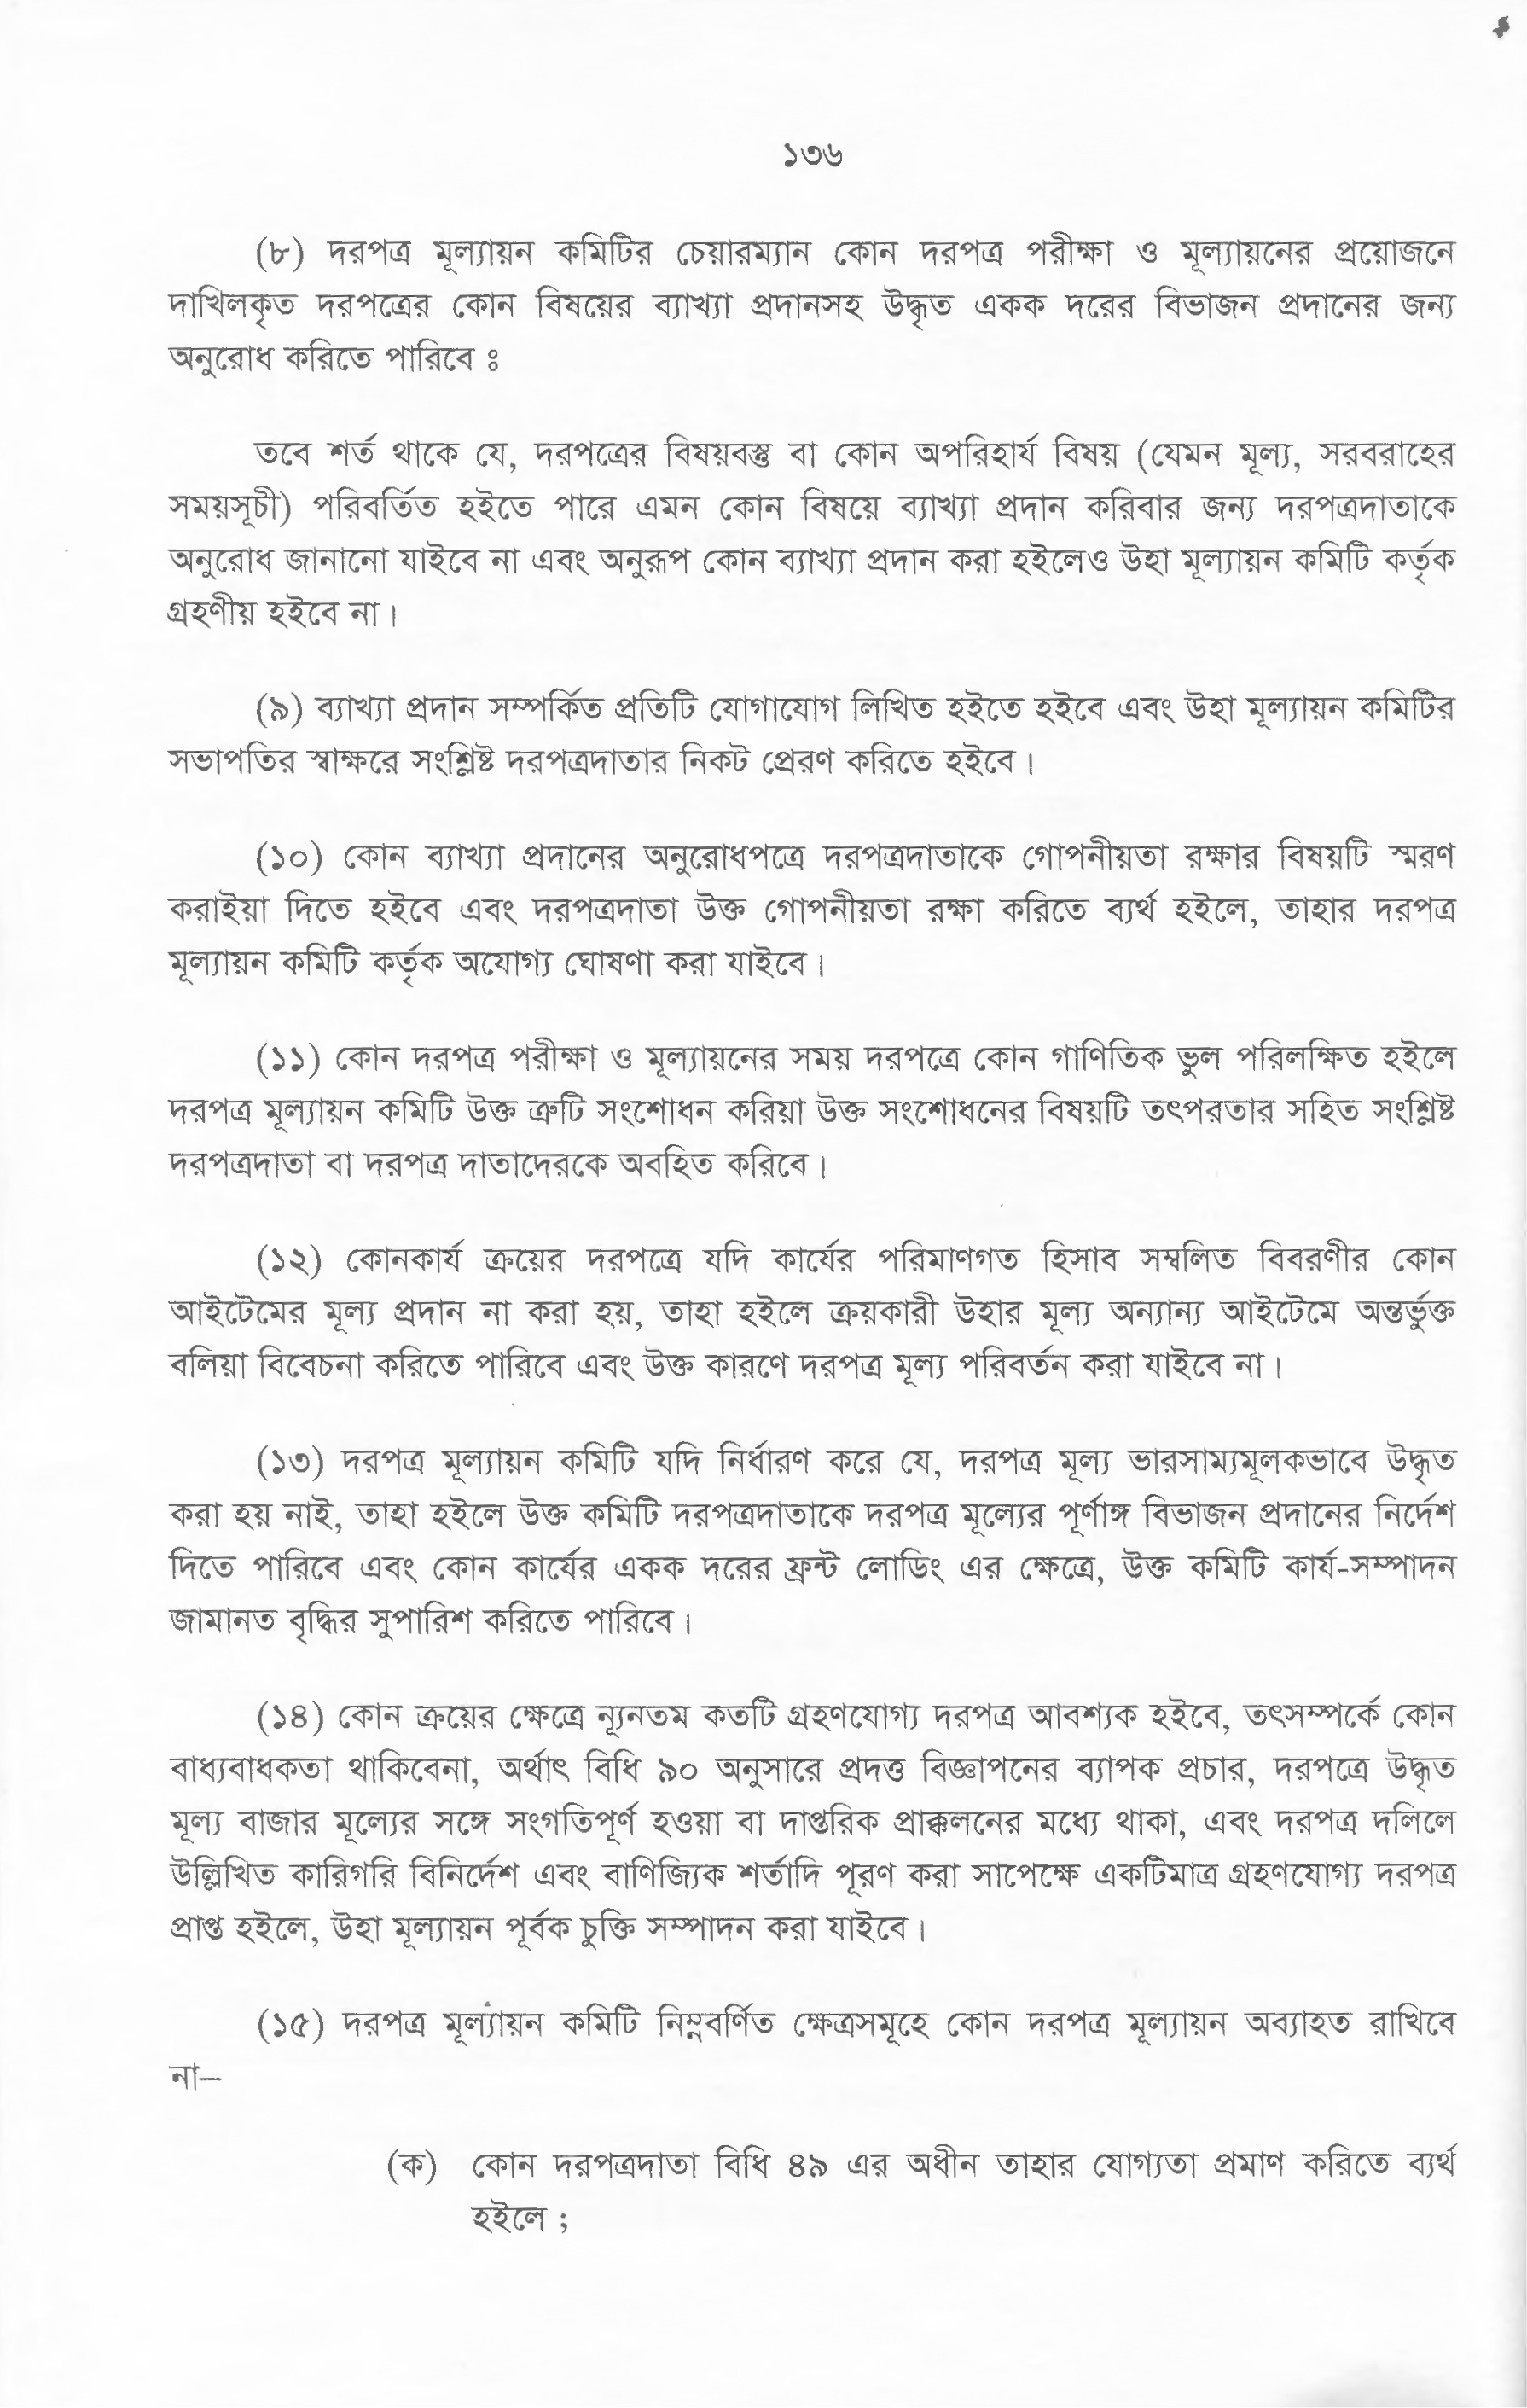 ১৩৬
(৮) দরপত্র মূল্যায়ন কমিটির চেয়ারম্যান কোন দরপত্র পরীক্ষা ও মূল্যায়নের প্রয়োজনে
দাখিলকৃত দরপত্রের কোন বিষয়ের ব্যাখ্যা প্রদানসহ উদ্ধৃত একক দরের বিভাজন প্রদানের জন্য
অনুরোধ করিতে পারিবে ঃ
তবে শর্ত থাকে যে, দরপত্রের বিষয়বস্তু বা কোন অপরিহার্য বিষয় (যেমন মূল্য, সরবরাহের
সময়সূচী) পরিবর্তিত হইতে পারে এমন কোন বিষয়ে ব্যাখ্যা প্রদান করিবার জন্য দরপত্রদাতাকে
অনুরোধ জানানো যাইবে না এবং অনুরূপ কোন ব্যাখ্যা প্রদান করা হইলেও উহা মূল্যায়ন কমিটি কর্তৃক
গ্রহণীয় হইবে না।
(৯) ব্যাখ্যা প্রদান সম্পর্কিত প্রতিটি যোগাযোগ লিখিত হইতে হইবে এবং উহা মূল্যায়ন কমিটির
সভাপতির স্বাক্ষরে সংশ্লিষ্ট দরপত্রদাতার নিকট প্রেরণ করিতে হইবে।
(১০) কোন ব্যাখ্যা প্রদানের অনুরোধপত্রে দরপত্রদাতাকে গোপনীয়তা রক্ষার বিষয়টি স্মরণ
করাইয়া দিতে হইবে এবং দরপত্রদাতা উক্ত গোপনীয়তা রক্ষা করিতে ব্যর্থ হইলে, তাহার দরপত্র
মূল্যায়ন কমিটি কর্তৃক অযোগ্য ঘোষণা করা যাইবে।
(১১) কোন দরপত্র পরীক্ষা ও মূল্যায়নের সময় দরপত্রে কোন গাণিতিক ভুল পরিলক্ষিত হইলে
দরপত্র মূল্যায়ন কমিটি উক্ত ত্রুটি সংশোধন করিয়া উক্ত সংশোধনের বিষয়টি তৎপরতার সহিত সংশ্লিষ্ট
দরপত্রদাতা বা দরপত্র দাতাদেরকে অবহিত করিবে।
(১২) কোনকার্য ক্রয়ের দরপত্রে যদি কার্যের পরিমাণগত হিসাব সম্বলিত বিবরণীর কোন
আইটেমের মূল্য প্রদান না করা হয়, তাহা হইলে ক্রয়কারী উহার মূল্য অন্যান্য আইটেমে অন্তর্ভুক্ত
বলিয়া বিবেচনা করিতে পারিবে এবং উক্ত কারণে দরপত্র মূল্য পরিবর্তন করা যাইবে না।
(১৩) দরপত্র মূল্যায়ন কমিটি যদি নির্ধারণ করে যে, দরপত্র মূল্য ভারসাম্যমূলকভাবে উদ্ধৃত
করা হয় নাই, তাহা হইলে উক্ত কমিটি দরপত্রদাতাকে দরপত্র মূল্যের পূর্ণাঙ্গ বিভাজন প্রদানের নির্দেশ
দিতে পারিবে এবং কোন কার্যের একক দরের ফ্রন্ট লোডিং এর ক্ষেত্রে, উক্ত কমিটি কার্য-সম্পাদন
জামানত বৃদ্ধির সুপারিশ করিতে পারিবে।
(১৪) কোন ক্রয়ের ক্ষেত্রে ন্যূনতম কতটি গ্রহণযোগ্য দরপত্র আবশ্যক হইবে, তৎসম্পর্কে কোন
বাধ্যবাধকতা থাকিবেনা, অর্থাৎ বিধি ৯০ অনুসারে প্রদত্ত বিজ্ঞাপনের ব্যাপক প্রচার, দরপত্রে উদ্ধৃত
মূল্য বাজার মূল্যের সঙ্গে সংগতিপূর্ণ হওয়া বা দাপ্তরিক প্রাক্কলনের মধ্যে থাকা, এবং দরপত্র দলিলে
উল্লিখিত কারিগরি বিনির্দেশ এবং বাণিজ্যিক শর্তাদি পূরণ করা সাপেক্ষে একটিমাত্র গ্রহণযোগ্য দরপত্র
প্রাপ্ত হইলে, উহা মূল্যায়ন পূর্বক চুক্তি সম্পাদন করা যাইবে।
(১৫) দরপত্র মূল্যায়ন কমিটি নিম্নবর্ণিত ক্ষেত্রসমূহে কোন দরপত্র মূল্যায়ন অব্যাহত রাখিবে
না—
(ক) কোন দরপত্রদাতা বিধি ৪৯ এর অধীন তাহার যোগ্যতা প্রমাণ করিতে ব্যর্থ
হইলে ;